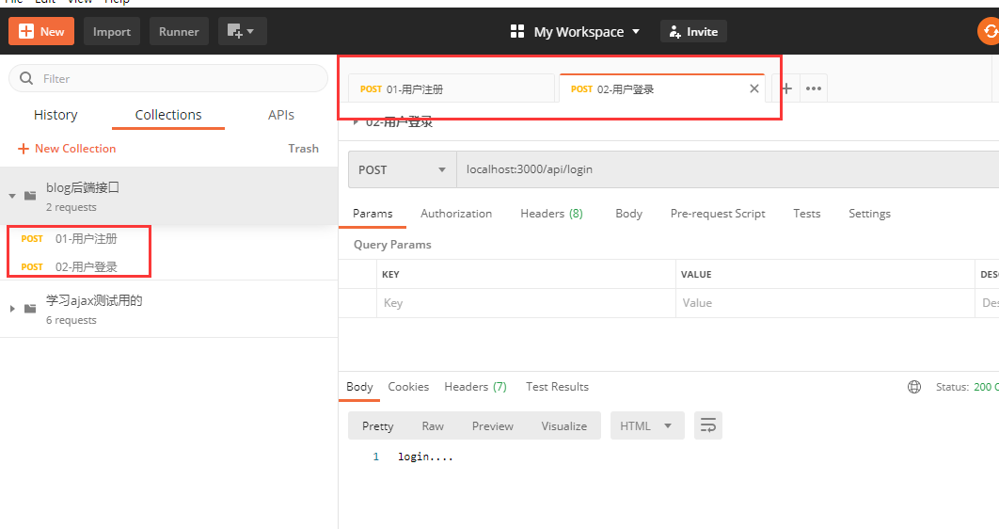 File Edit View Help
New Import Runner My Workspace Invite
Filter
History Collections APIs
New Collection Trash
blog后端接口
2 requests
POST 01-用户注册
POST 02-用户登录
学习ajax测试用的
6 requests
POST 01-用户注册 POST 02-用户登录
02-用户登录
POST localhost:3000/api/login
Params Authorization Headers (8) Body Pre-request Script Tests Settings
Query Params
KEY VALUE
Key Value
Body Cookies Headers (7) Test Results Status: 200
Pretty Raw Preview Visualize HTML
1 login....